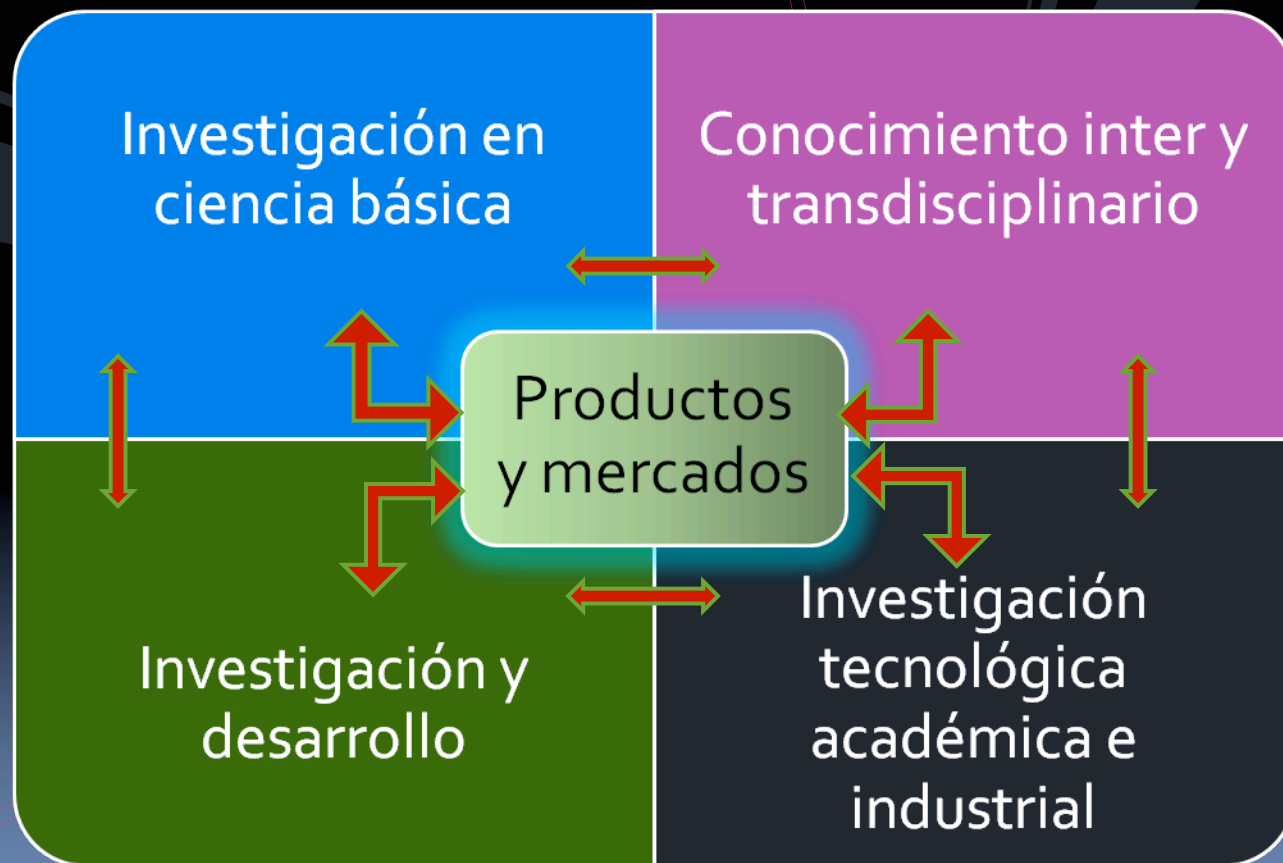 Investigación en
ciencia básica
Conocimiento inter y
transdisciplinario
Productos
y mercados
Investigación y
desarrollo
Investigación
tecnológica
académica e
industrial